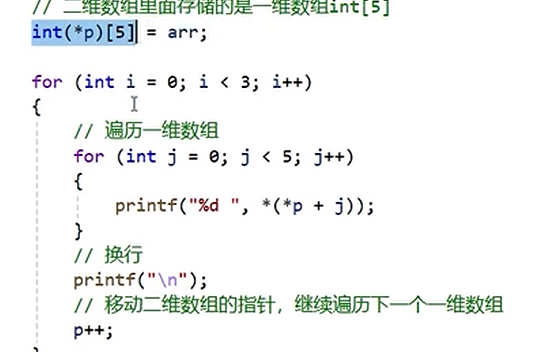 // 二维数组里面存储的是一维数组int[5]
int(*p)[5] = arr;
for (int i = 0; i < 3; i++)
{
// 遍历一维数组
for (int j = 0; j < 5; j++)
{
printf("%d ", *(*p + j));
}
// 换行
printf("\n");
// 移动二维数组的指针，继续遍历下一个一维数组
p++;